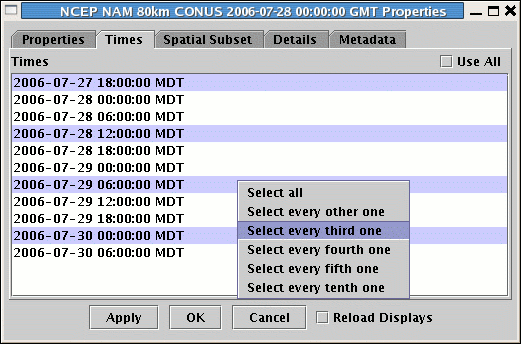 NCEP NAM 80km CONUS 2006-07-28 00:00:00 GMT Properties
Properties Times Spatial Subset Details Metadata
Times Use All
2006-07-27 18:00:00 MDT
2006-07-28 00:00:00 MDT
2006-07-28 06:00:00 MDT
2006-07-28 12:00:00 MDT
2006-07-28 18:00:00 MDT
2006-07-29 00:00:00 MDT
2006-07-29 06:00:00 MDT
2006-07-29 12:00:00 MDT
2006-07-29 18:00:00 MDT
2006-07-30 00:00:00 MDT
2006-07-30 06:00:00 MDT
Select all
Select every other one
Select every third one
Select every fourth one
Select every fifth one
Select every tenth one
Apply OK Cancel Reload Displays